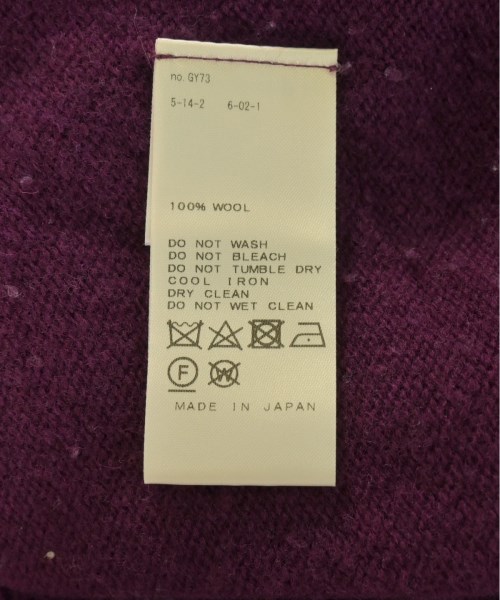 no. GY73
5-14-2 6-02-1
100% WOOL
DO NOT WASH
DO NOT BLEACH
DO NOT TUMBLE DRY
COOL IRON
DRY CLEAN
DO NOT WET CLEAN
F W
MADE IN JAPAN